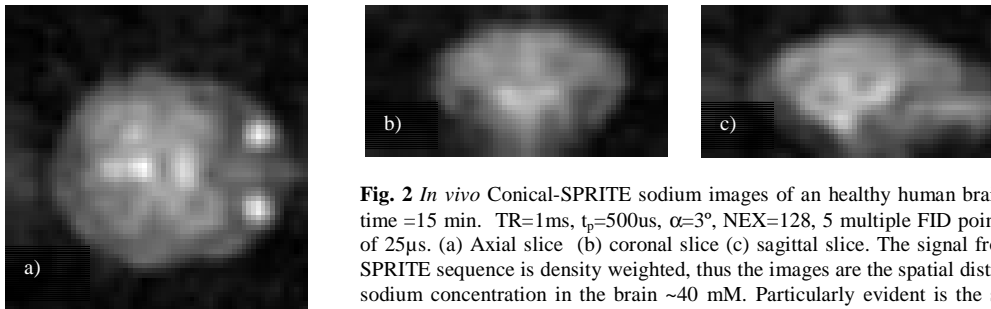 a)
b)
c)
Fig. 2 In vivo Conical-SPRITE sodium images of an healthy human brain
time =15 min. TR=1ms, tp=500us, α=3º, NEX=128, 5 multiple FID poin
of 25µs. (a) Axial slice (b) coronal slice (c) sagittal slice. The signal fr
SPRITE sequence is density weighted, thus the images are the spatial dist
sodium concentration in the brain ~40 mM. Particularly evident is the